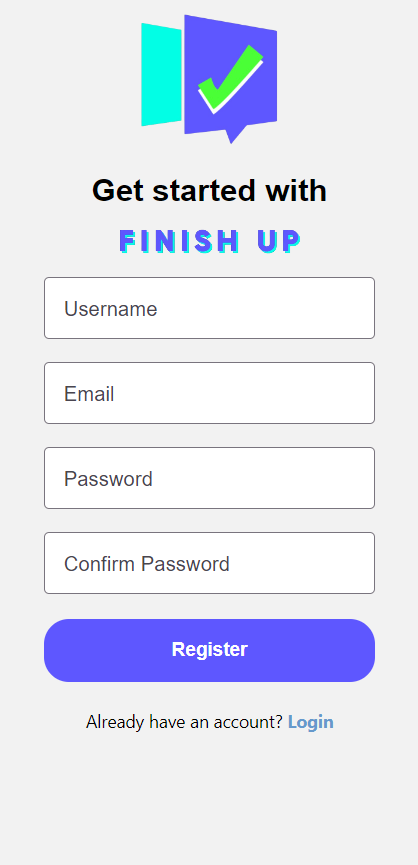 Get started with
FINISH UP
Username
Email
Password
Confirm Password
Register
Already have an account? Login